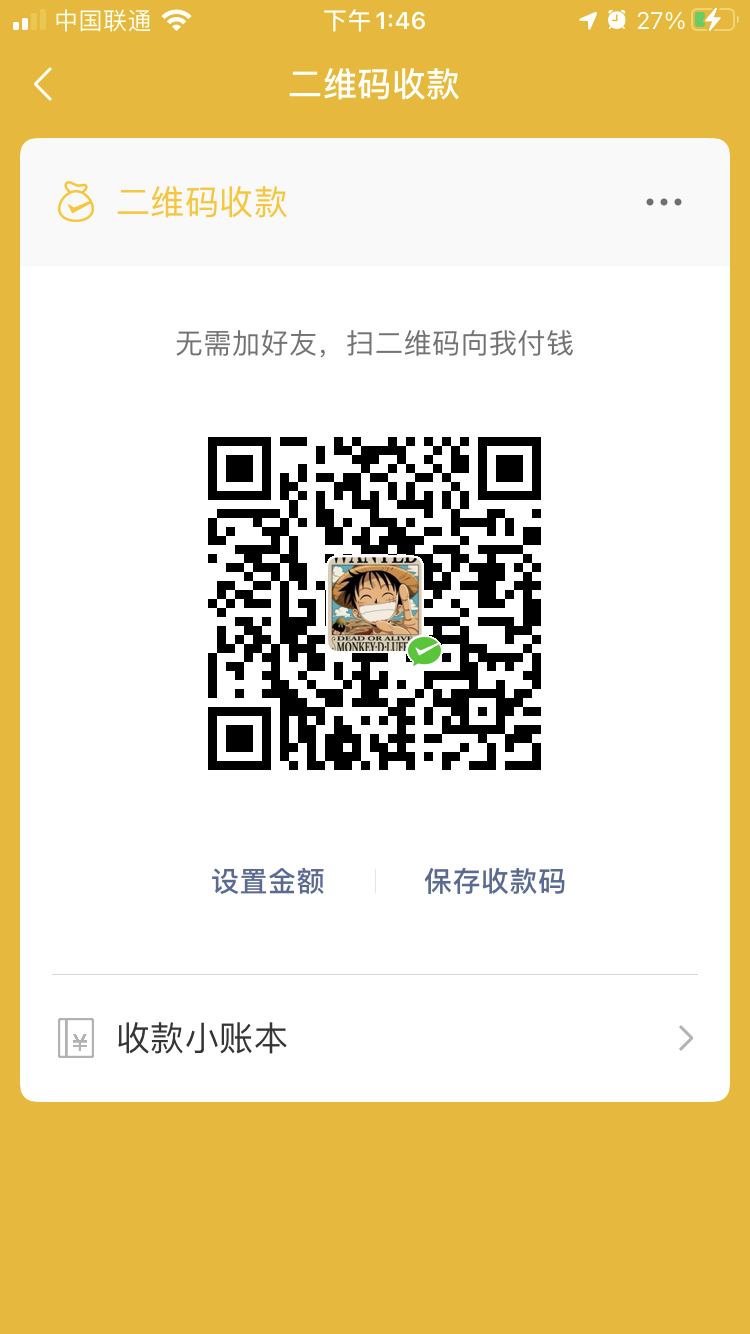 中国联通
下午1:46
27%
二维码收款
二维码收款
无需加好友，扫二维码向我付钱
WANTED
DEAD OR ALIVE
MONKEY·D·LUFF
设置金额
保存收款码
¥
收款小账本